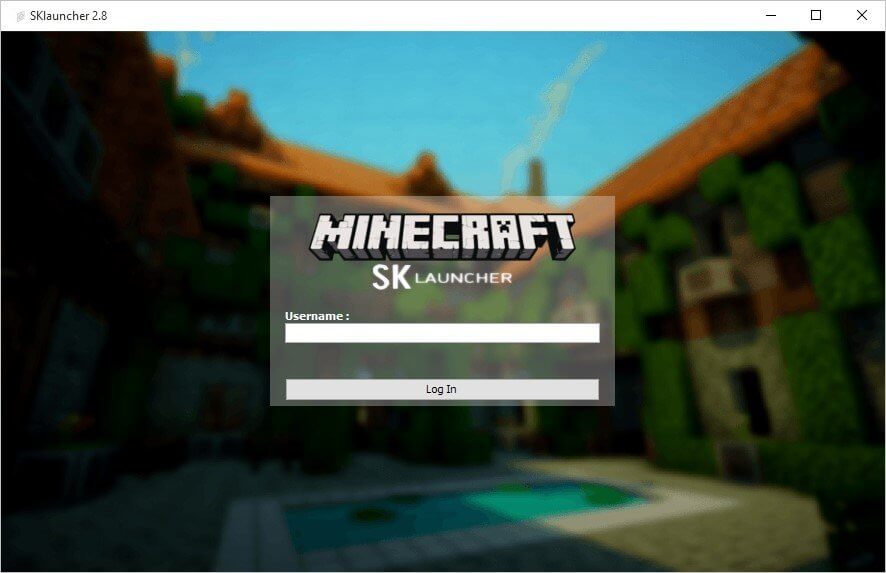 SKlauncher 2.8
MINECRAFT
SK LAUNCHER
Username :
Log In